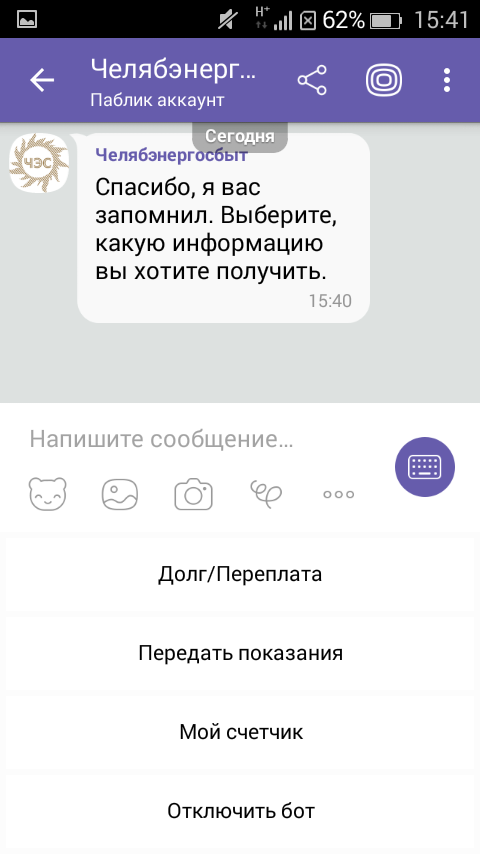 H+
62%
15:41
Челябэнерг...
Паблик аккаунт
Сегодня
ЧЭС
Челябэнергосбыт
Спасибо, я вас
запомнил. Выберите,
какую информацию
вы хотите получить.
15:40
Напишите сообщение...
Долг/Переплата
Передать показания
Мой счетчик
Отключить бот